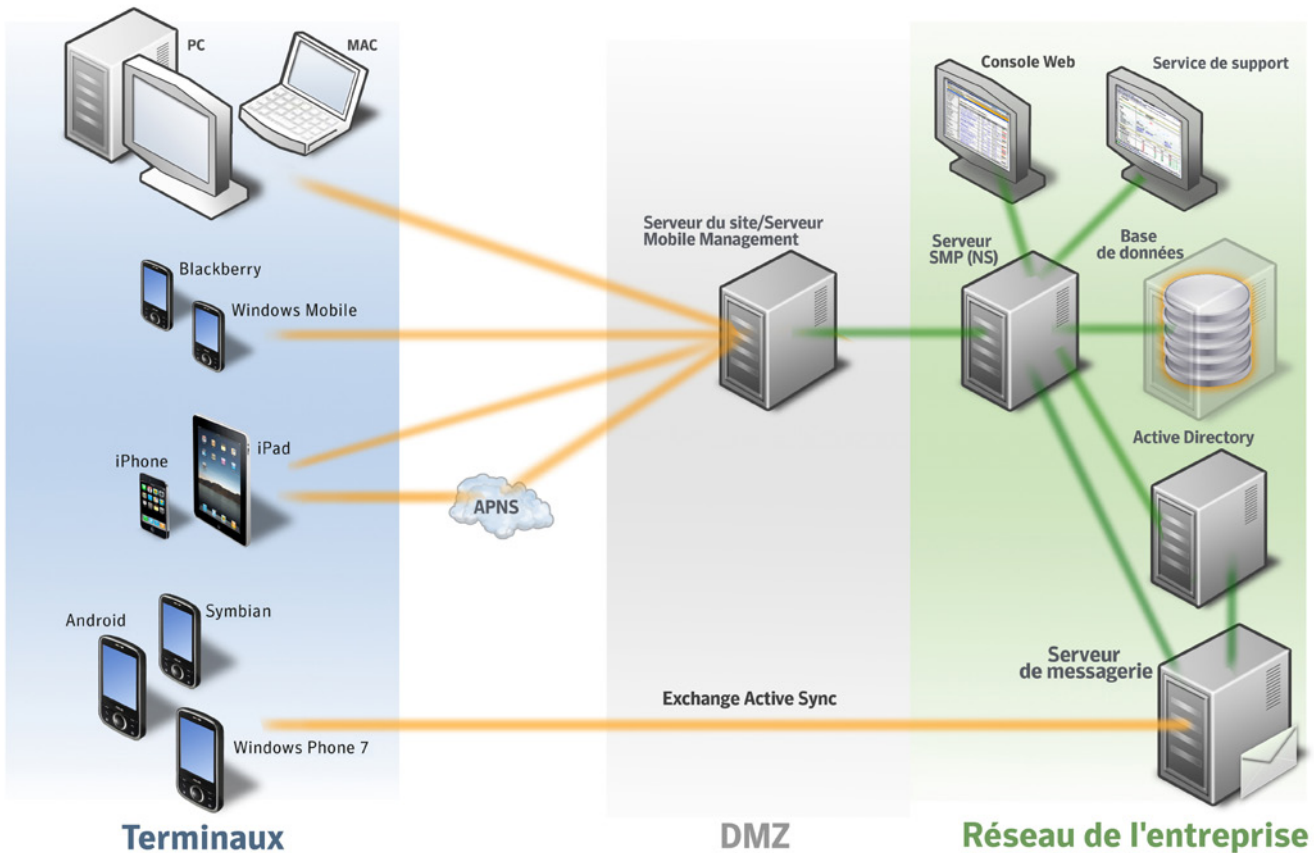 PC
MAC
Console Web
Service de support
Serveur du site/Serveur
Mobile Management
Serveur
SMP (NS)
Base
de données
Blackberry
Windows Mobile
iPhone
iPad
APNS
Active Directory
Android
Symbian
Windows Phone 7
Exchange Active Sync
Serveur
de messagerie
Terminaux
DMZ
Réseau de l'entreprise